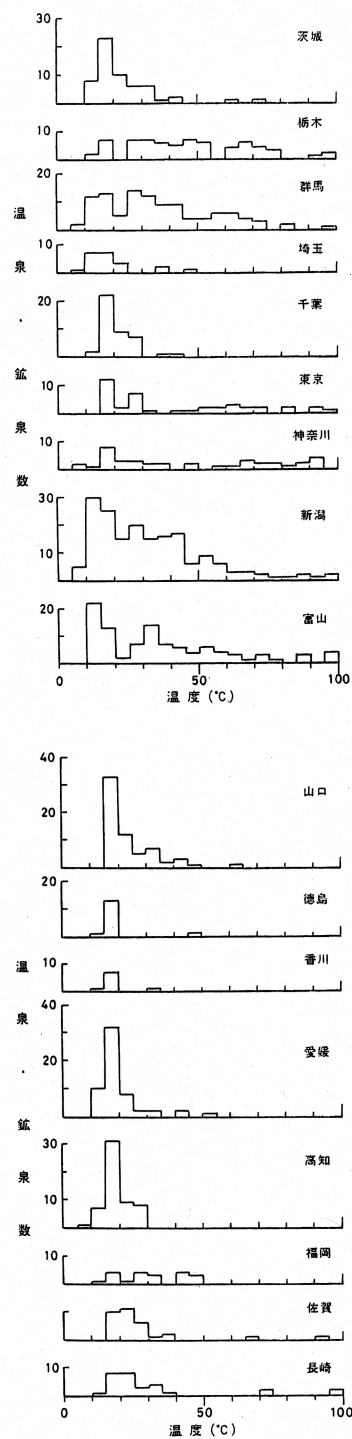 30
10
茨城
10
栃木
20
群馬
10
埼玉
20
千葉
10
東京
10
神奈川
30
10
新潟
20
富山
0
50
100
温度 (℃)
温泉・鉱泉数
40
20
山口
20
徳島
10
香川
40
20
愛媛
30
10
高知
10
福岡
佐賀
10
長崎
0
50
100
温度 (℃)
温泉・鉱泉数